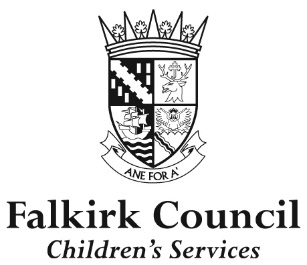 ANE FOR A'
Falkirk Council
Children's Services